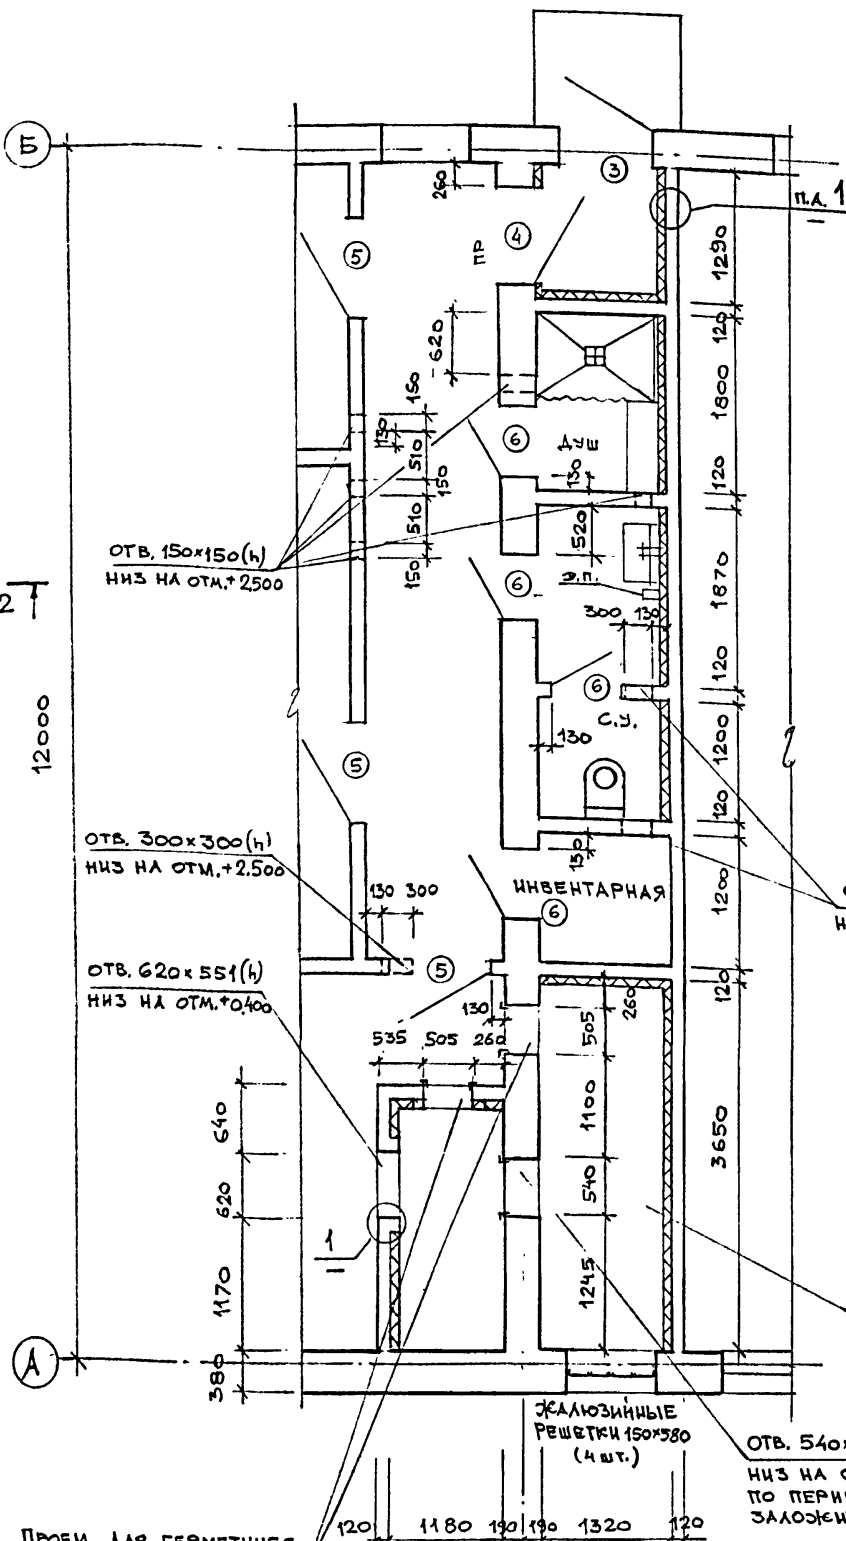 Б
3
П.Д. 1
260
4
ПР
5
1290
120
620
150
130
1800
510
150
6
ДУШ
130
120
510
520
ОТВ. 150×150(h)
НИЗ НА ОТМ.+2500
150
6
Э.П.
1870
2
300
130
120
6
С.У.
12000
130
1200
5
120
ОТВ. 300×300(h)
НИЗ НА ОТМ.+2.500
130
ИНВЕНТАРНАЯ
1200
130 300
6
ОТВ. 620×551(h)
НИЗ НА ОТМ.+0,400
5
120
130
260
535 505 260
505
640
1100
3650
620
540
1
1170
1245
А
380
ЖАЛЮЗИЙНЫЕ
РЕШЕТКИ 150×580
(4 шт.)
ОТВ. 540×
НИЗ НА О
ПО ПЕРИ
ЗАЛОЖЕН
120 1180 190 190 1320 120